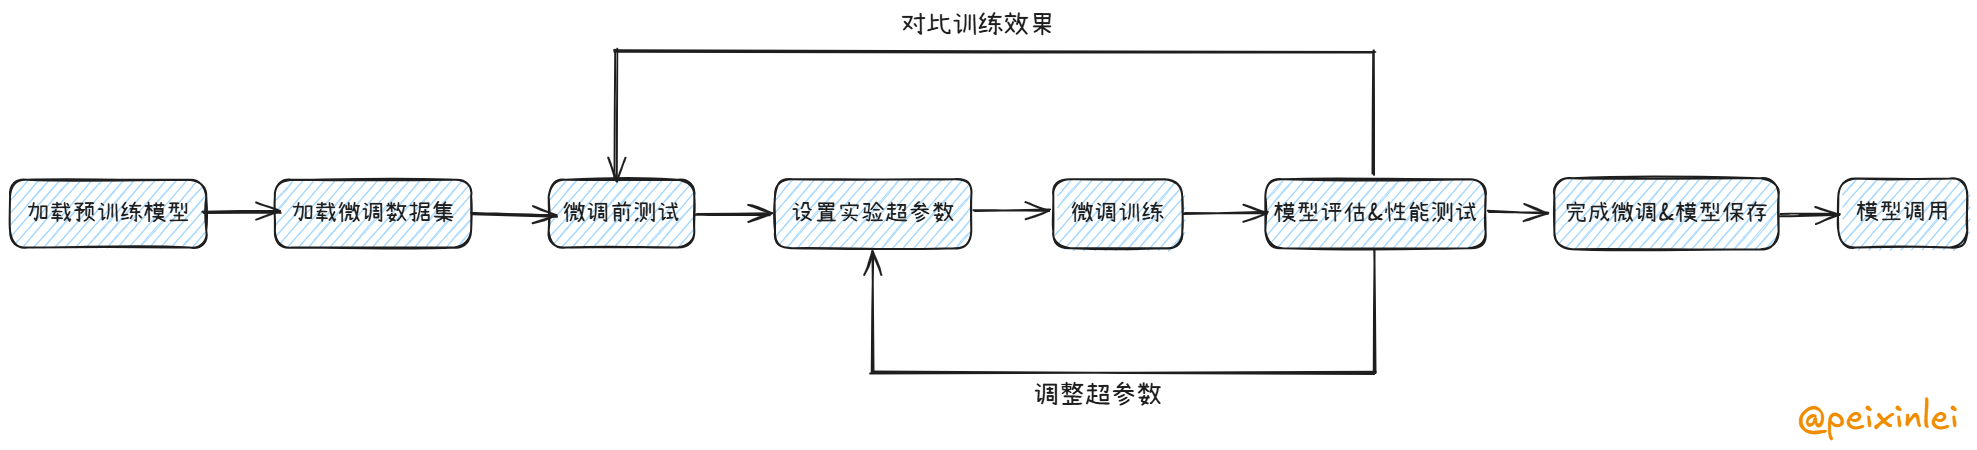 对比训练效果
加载预训练模型
加载微调数据集
微调前测试
设置实验超参数
微调训练
模型评估&性能测试
完成微调&模型保存
模型调用
调整超参数
@peixinlei